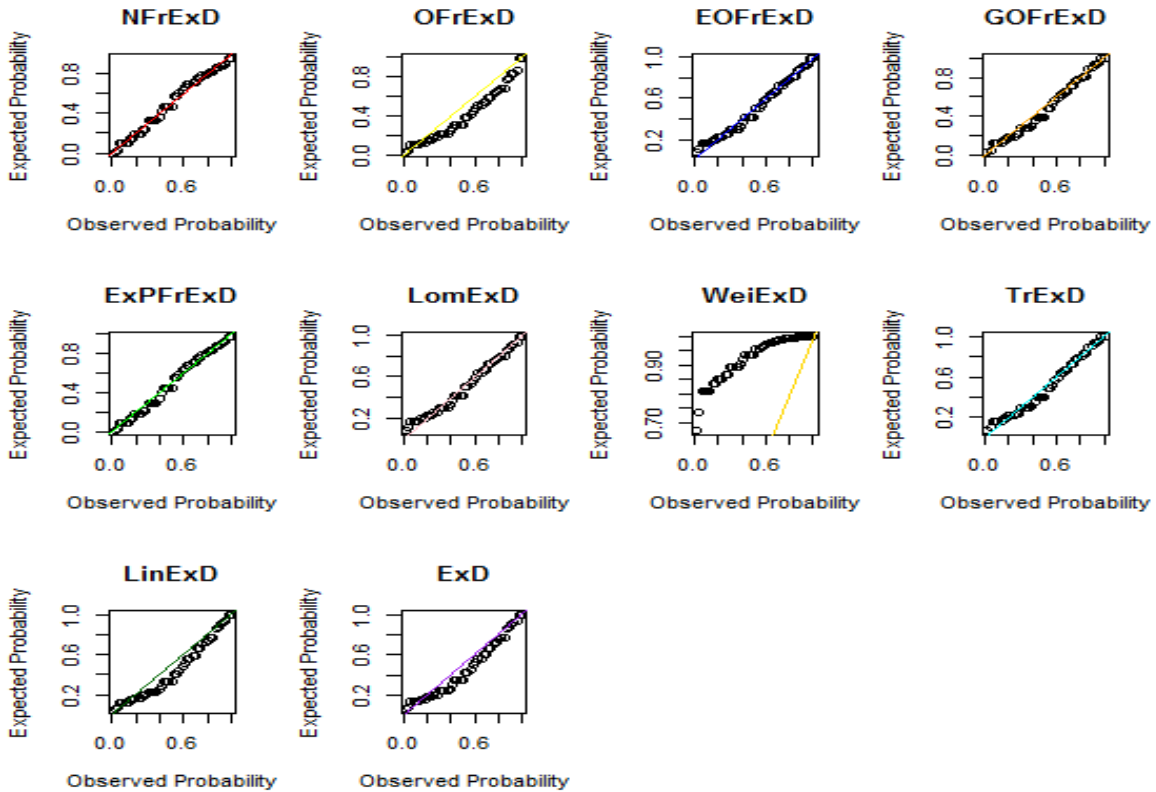 NFrExD
Expected Probability
0.0 0.4 0.8
0.0 0.6
Observed Probability
OFrExD
Expected Probability
0.0 0.4 0.8
0.0 0.6
Observed Probability
EOFrExD
Expected Probability
0.2 0.6 1.0
0.0 0.6
Observed Probability
GOFrExD
Expected Probability
0.0 0.4 0.8
0.0 0.6
Observed Probability
ExPFrExD
Expected Probability
0.0 0.4 0.8
0.0 0.6
Observed Probability
LomExD
Expected Probability
0.2 0.6 1.0
0.0 0.6
Observed Probability
WeiExD
Expected Probability
0.70 0.90
0.0 0.6
Observed Probability
TrExD
Expected Probability
0.2 0.6 1.0
0.0 0.6
Observed Probability
LinExD
Expected Probability
0.2 0.6 1.0
0.0 0.6
Observed Probability
ExD
Expected Probability
0.2 0.6 1.0
0.0 0.6
Observed Probability